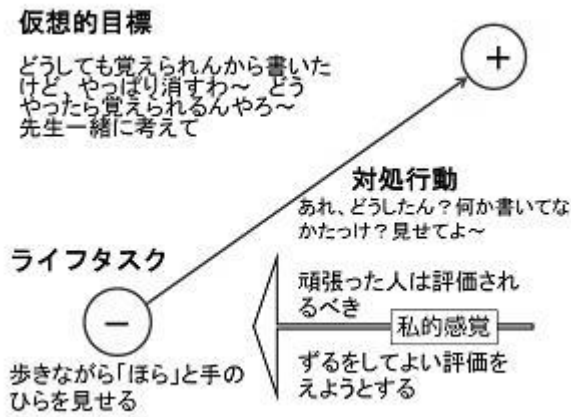 仮想的目標
どうしても覚えられんから書いた
けど、やっぱり消すわ～ どう
やったら覚えられるんやろ～
先生一緒に考えて
＋
対処行動
あれ、どうしたん？何か書いてな
かたっけ？見せてよ～
ライフタスク
－
歩きながら「ほら」と手の
ひらを見せる
頑張った人は評価され
るべき
私的感覚
ずるをしてよい評価を
えようとする